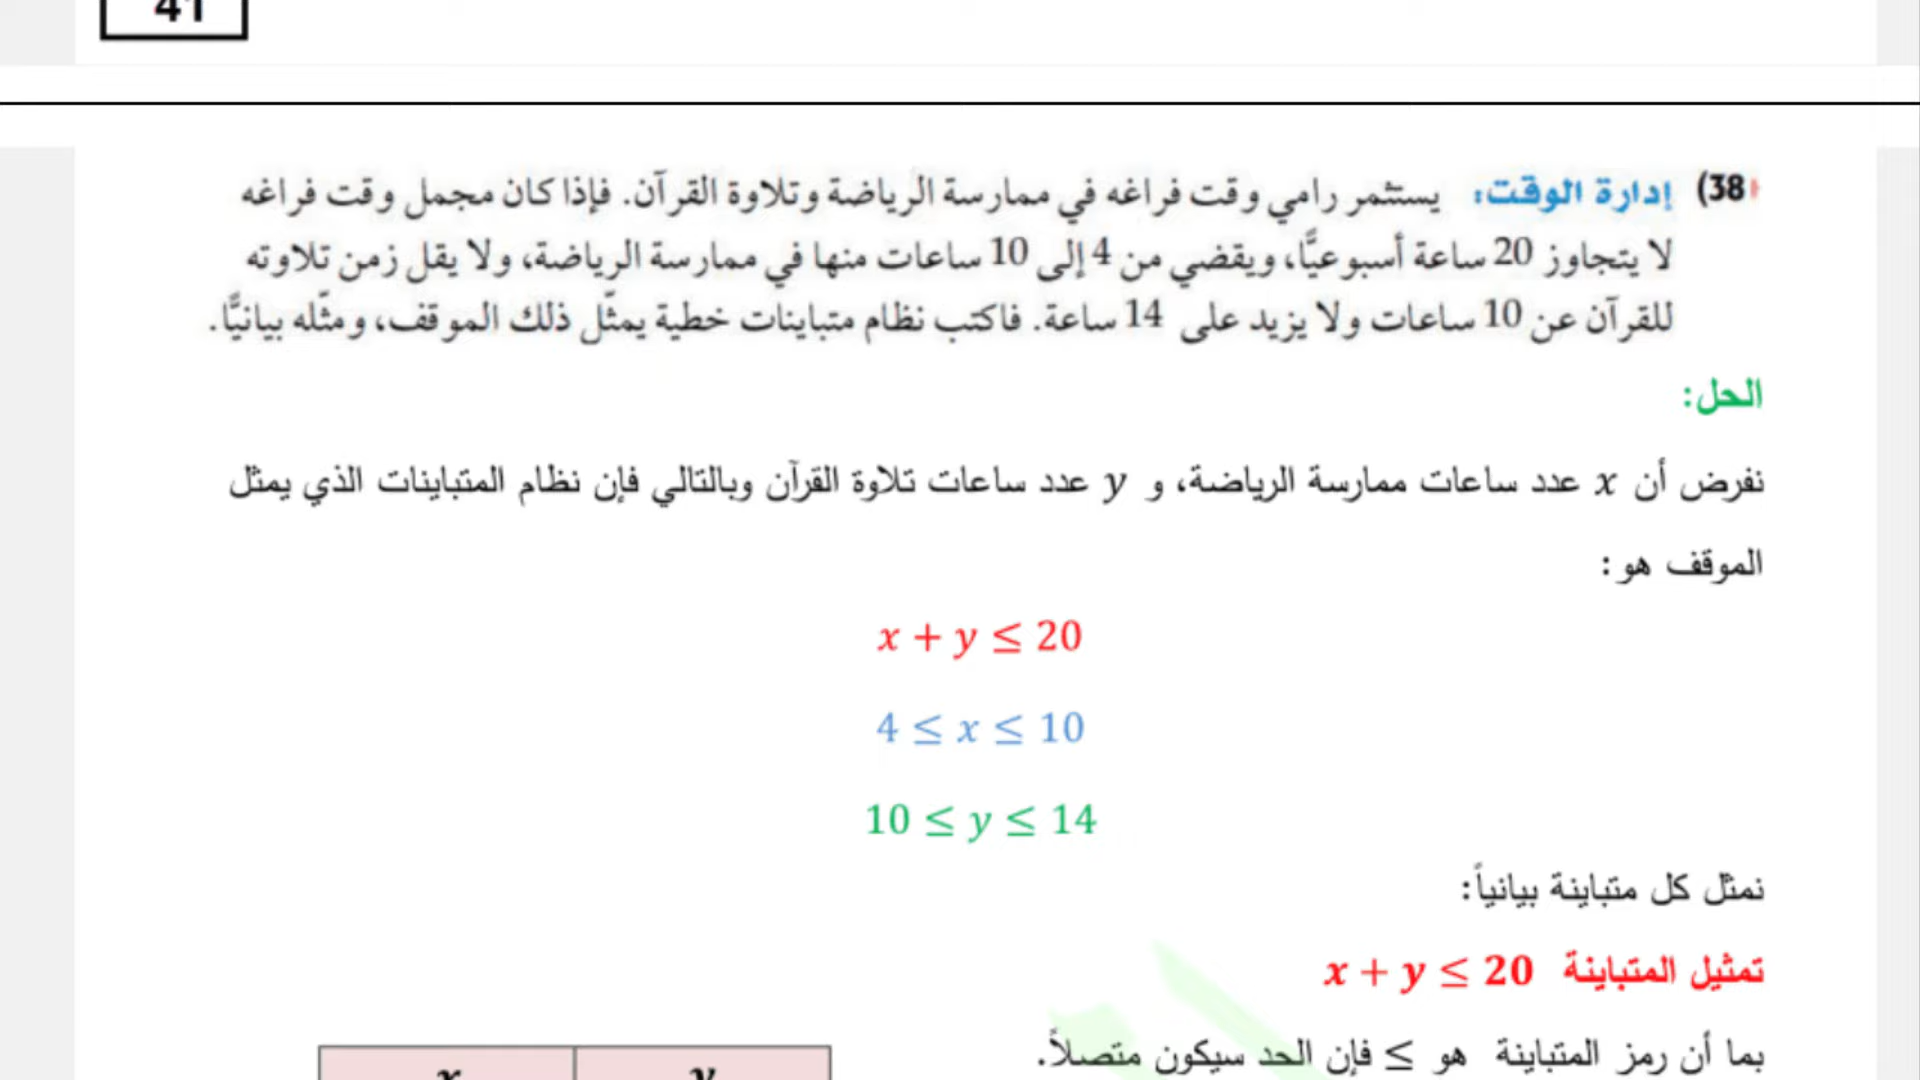 41
38) إدارة الوقت: يستثمر رامي وقت فراغه في ممارسة الرياضة وتلاوة القرآن. فإذا كان مجمل وقت فراغه
لا يتجاوز 20 ساعة أسبوعيًّا، ويقضي من 4 إلى 10 ساعات منها في ممارسة الرياضة، ولا يقل زمن تلاوته
للقرآن عن 10 ساعات ولا يزيد على 14 ساعة. فاكتب نظام متباينات خطية يمثّل ذلك الموقف، ومثّله بيانيًّا.
الحل:
نفرض أن x عدد ساعات ممارسة الرياضة، و y عدد ساعات تلاوة القرآن وبالتالي فإن نظام المتباينات الذي يمثل
الموقف هو:
x + y ≤ 20
4 ≤ x ≤ 10
10 ≤ y ≤ 14
نمثل كل متباينة بيانياً:
تمثيل المتباينة x + y ≤ 20
بما أن رمز المتباينة هو ≤ فإن الحد سيكون متصلاً.
x y